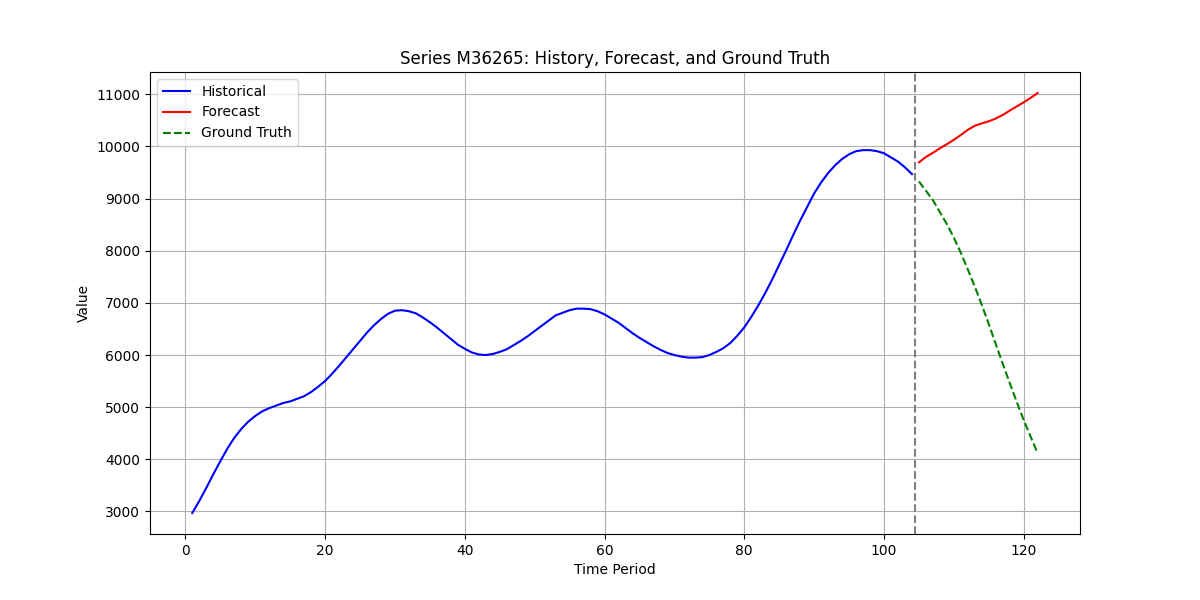 Series M36265: History, Forecast, and Ground Truth
Historical
Forecast
Ground Truth
11000
10000
9000
8000
7000
6000
5000
4000
3000
Value
0 20 40 60 80 100 120
Time Period